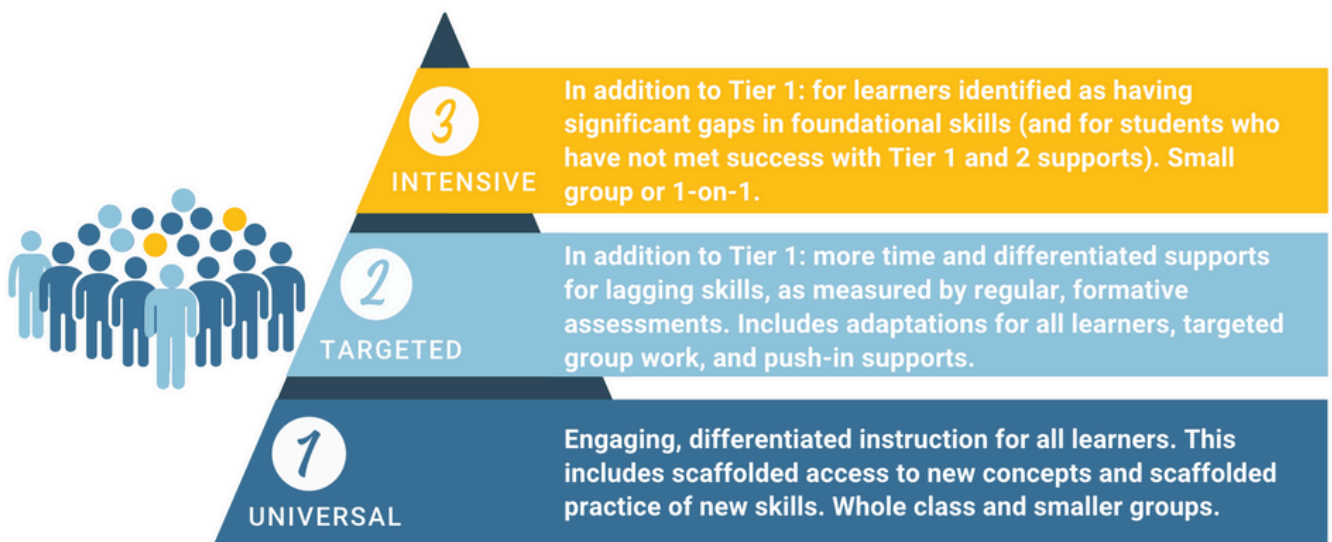 3
INTENSIVE
In addition to Tier 1: for learners identified as having
significant gaps in foundational skills (and for students who
have not met success with Tier 1 and 2 supports). Small
group or 1-on-1.
2
TARGETED
In addition to Tier 1: more time and differentiated supports
for lagging skills, as measured by regular, formative
assessments. Includes adaptations for all learners, targeted
group work, and push-in supports.
1
UNIVERSAL
Engaging, differentiated instruction for all learners. This
includes scaffolded access to new concepts and scaffolded
practice of new skills. Whole class and smaller groups.